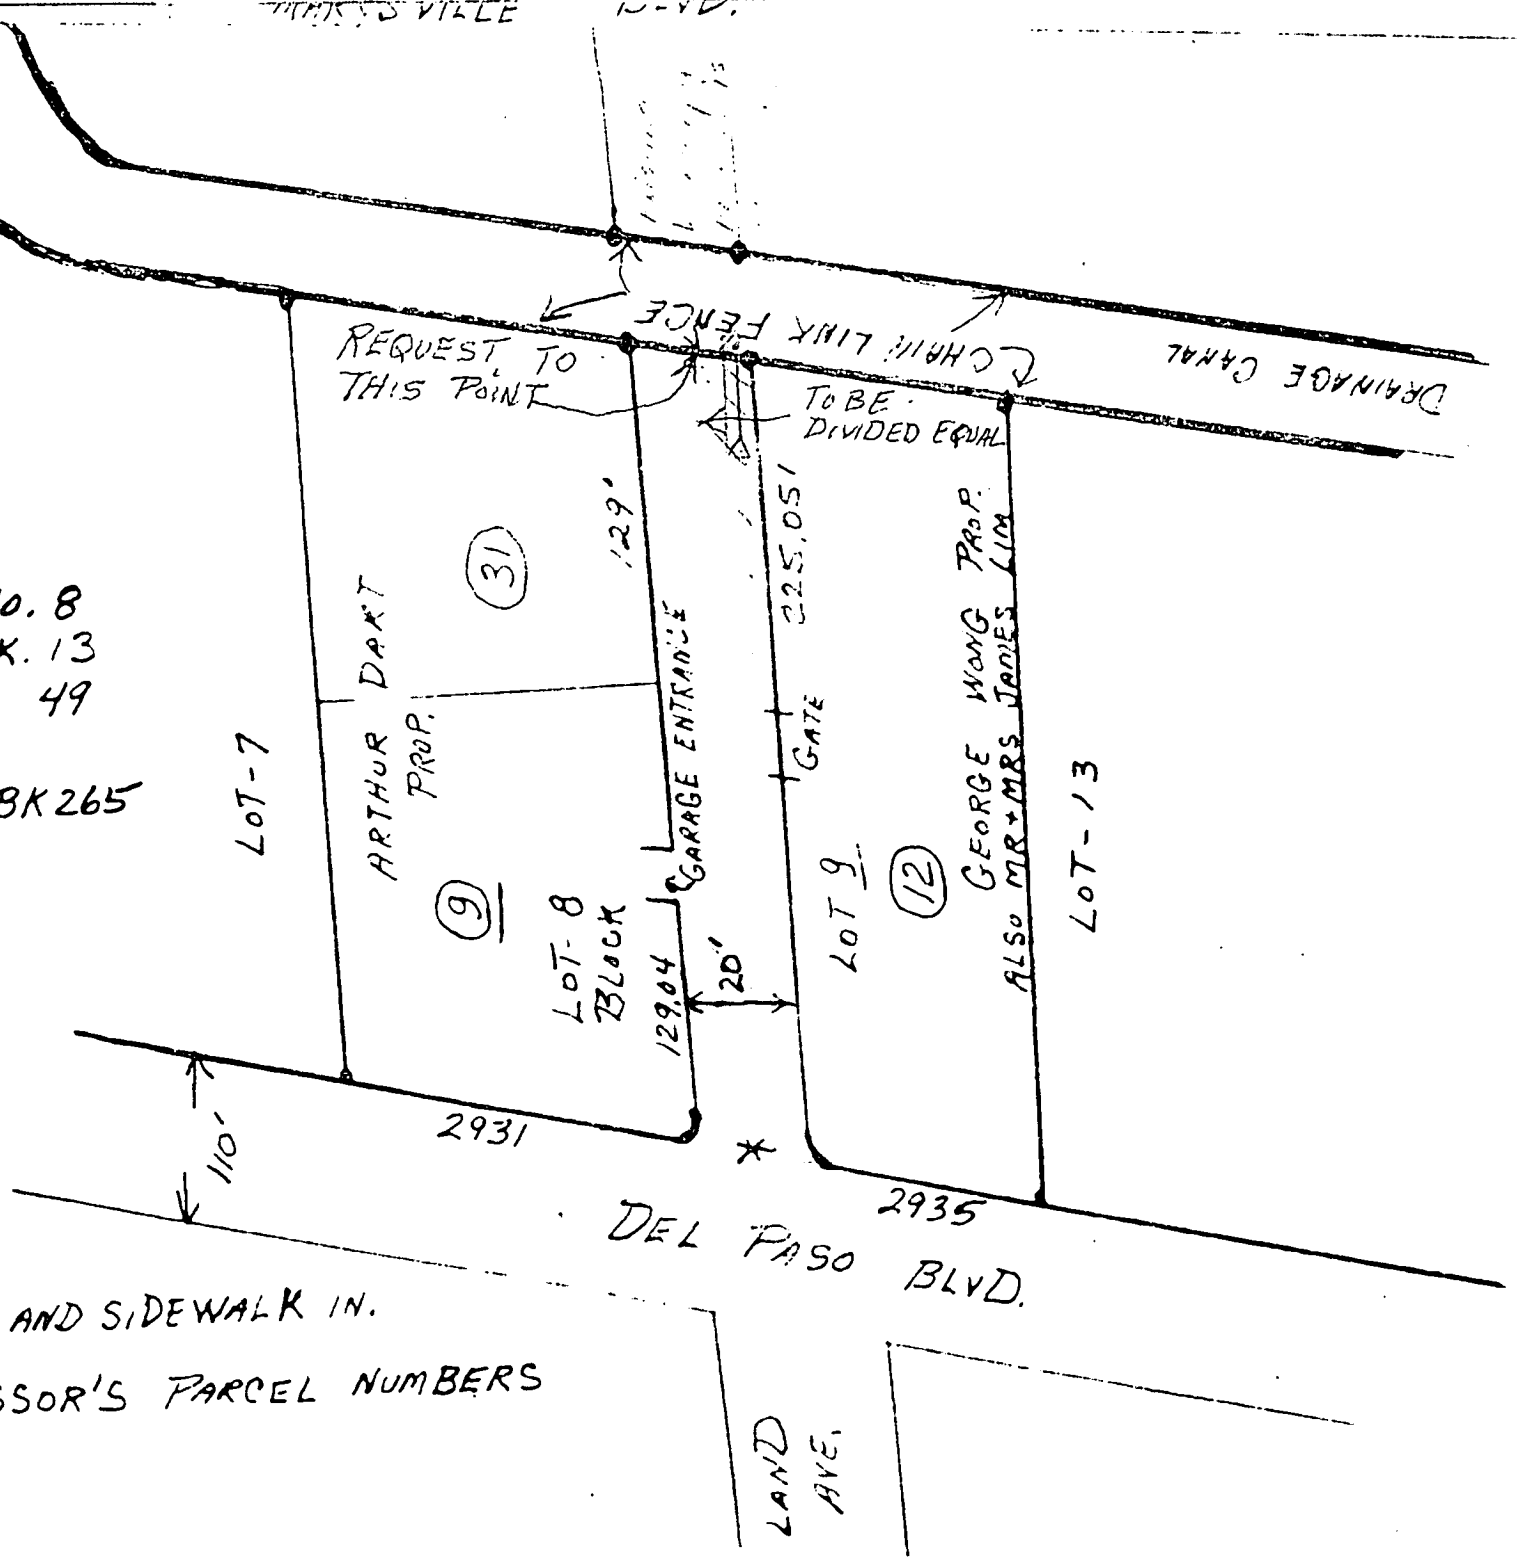 CHAIN LINK FENCE
DRAINAGE CANAL
REQUEST TO
THIS POINT
TO BE
DIVIDED EQUAL
129'
31
225.05'
GEORGE WONG PROP.
ALSO MR + MRS JAMES LIM
ARTHUR DART
PROP.
GARAGE ENTRANCE
GATE
O. 8
K. 13
49
BK 265
LOT-7
9
LOT-8
BLOCK
129.04
20'
LOT 9
12
LOT-13
110'
2931
*
2935
DEL PASO BLVD.
AND SIDEWALK IN.
SSOR'S PARCEL NUMBERS
LAND
AVE.